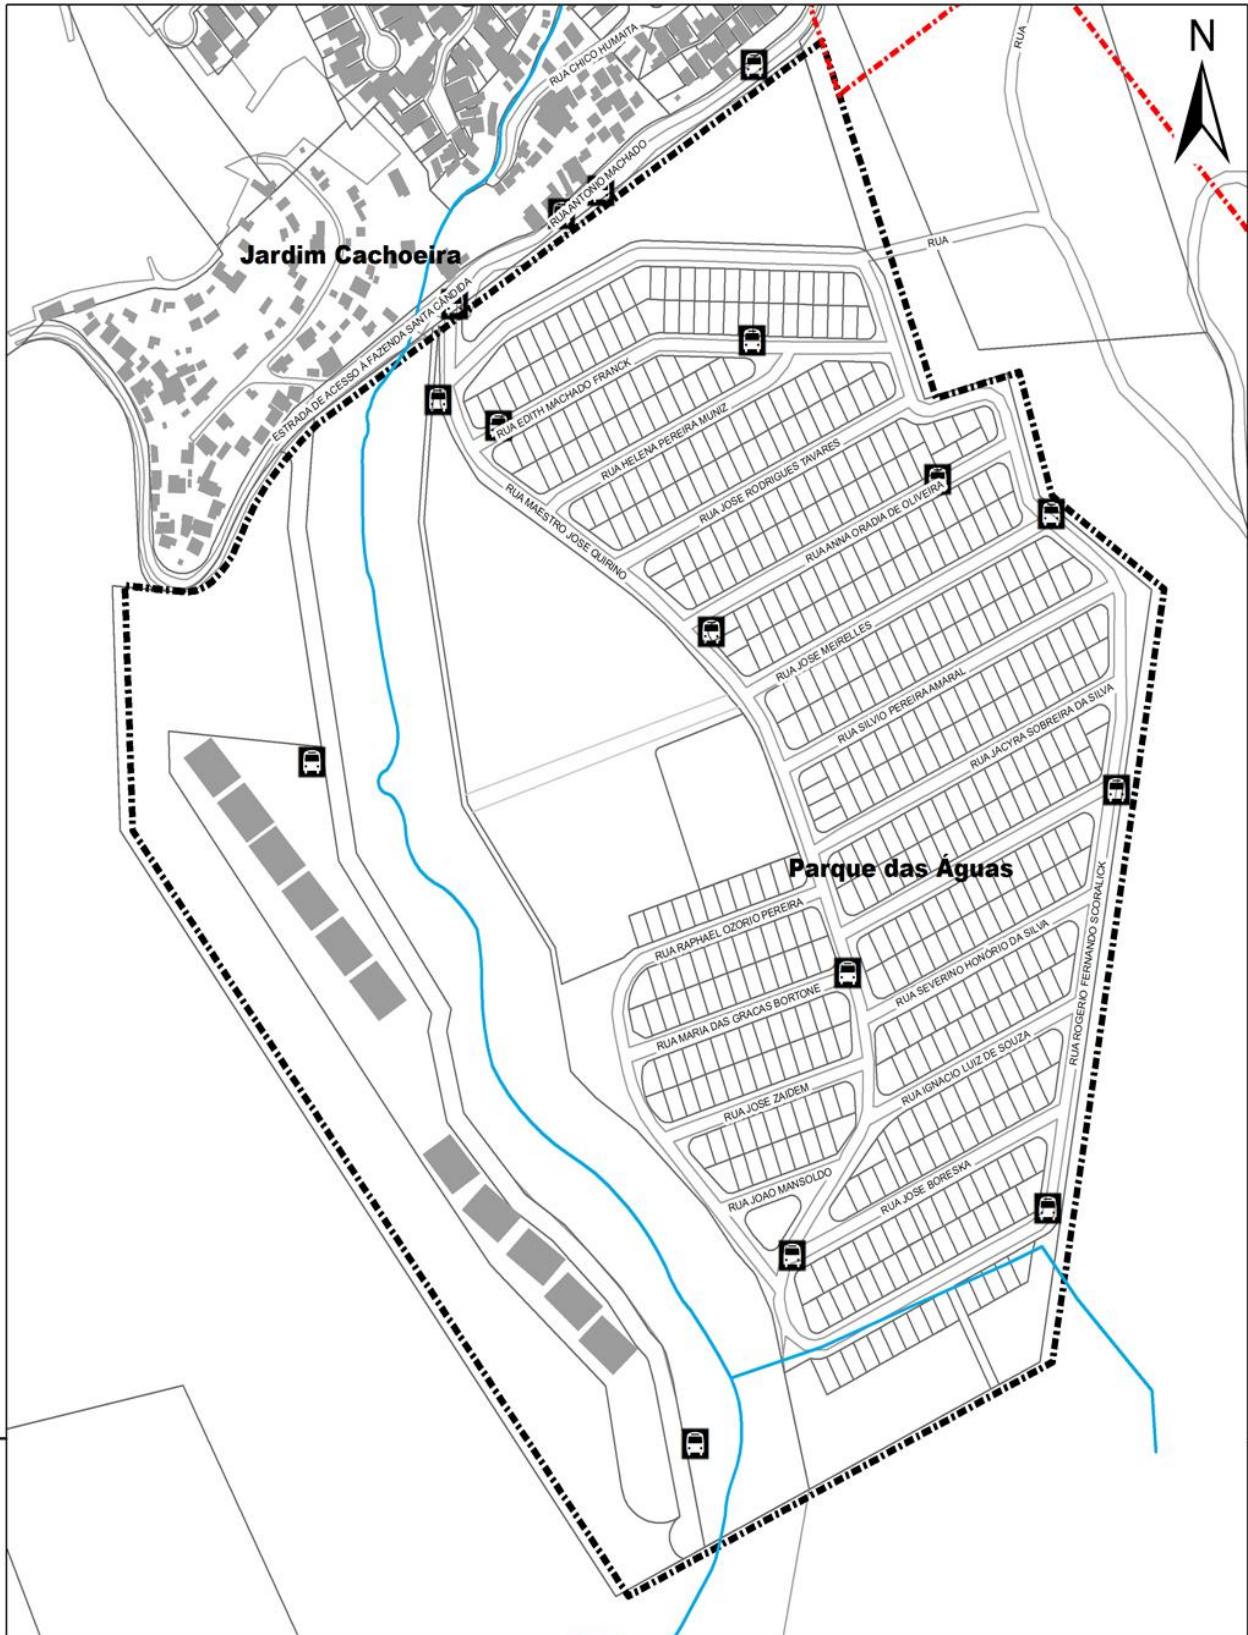 N
RUA
RUA CHICO HUMAITA
RUA ANTONIO MACHADO
Jardim Cachoeira
RUA
ESTRADA DE ACESSO À FAZENDA SANTA CÂNDIDA
RUA EDITH MACHADO FRANCK
RUA HELENA PEREIRA MUNIZ
RUA JOSE RODRIGUES TAVARES
RUA MAESTRO JOSE QUIRINO
RUA ANNA ORADIA DE OLIVEIRA
RUA JOSE MEIRELLES
RUA SILVIO PEREIRA AMARAL
RUA JACYRA SOBREIRA DA SILVA
Parque das Águas
RUA RAPHAEL OZORIO PEREIRA
RUA SEVERINO HONÓRIO DA SILVA
RUA ROGERIO FERNANDO SCORALICK
RUA MARIA DAS GRACAS BORTONE
RUA IGNACIO LUIZ DE SOUZA
RUA JOSE ZAIDEM
RUA JOAO MANSOLDO
RUA JOSE BORESKA